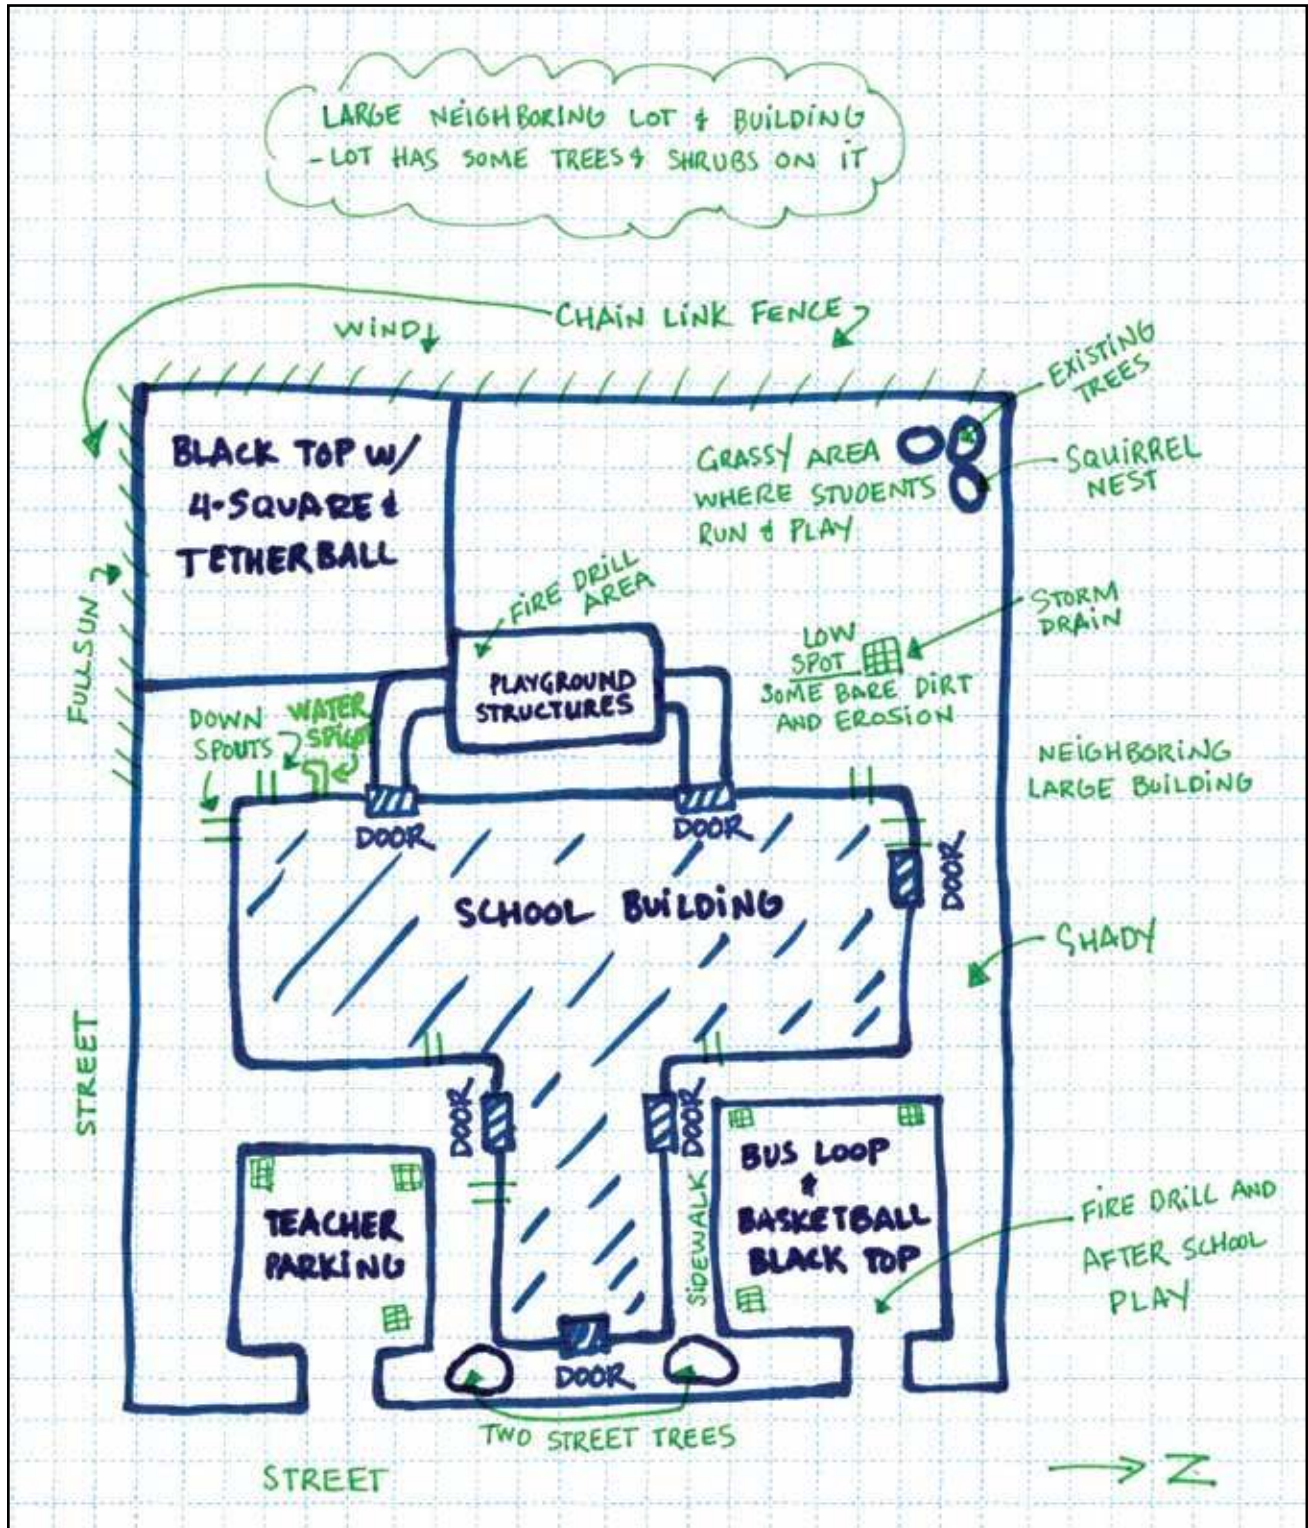 LARGE NEIGHBORING LOT & BUILDING
- LOT HAS SOME TREES & SHRUBS ON IT
CHAIN LINK FENCE
WIND
EXISTING
TREES
BLACK TOP W/
4-SQUARE &
TETHERBALL
GRASSY AREA
WHERE STUDENTS
RUN & PLAY
SQUIRREL
NEST
FIRE DRILL
AREA
STORM
DRAIN
FULL SUN
LOW
SPOT
SOME BARE DIRT
AND EROSION
PLAYGROUND
STRUCTURES
DOWN
SPOUTS
WATER
SPIGOT
NEIGHBORING
LARGE BUILDING
DOOR
DOOR
DOOR
SCHOOL BUILDING
SHADY
STREET
DOOR
DOOR
SIDEWALK
TEACHER
PARKING
BUS LOOP
&
BASKETBALL
BLACK TOP
FIRE DRILL AND
AFTER SCHOOL
PLAY
DOOR
TWO STREET TREES
STREET
N